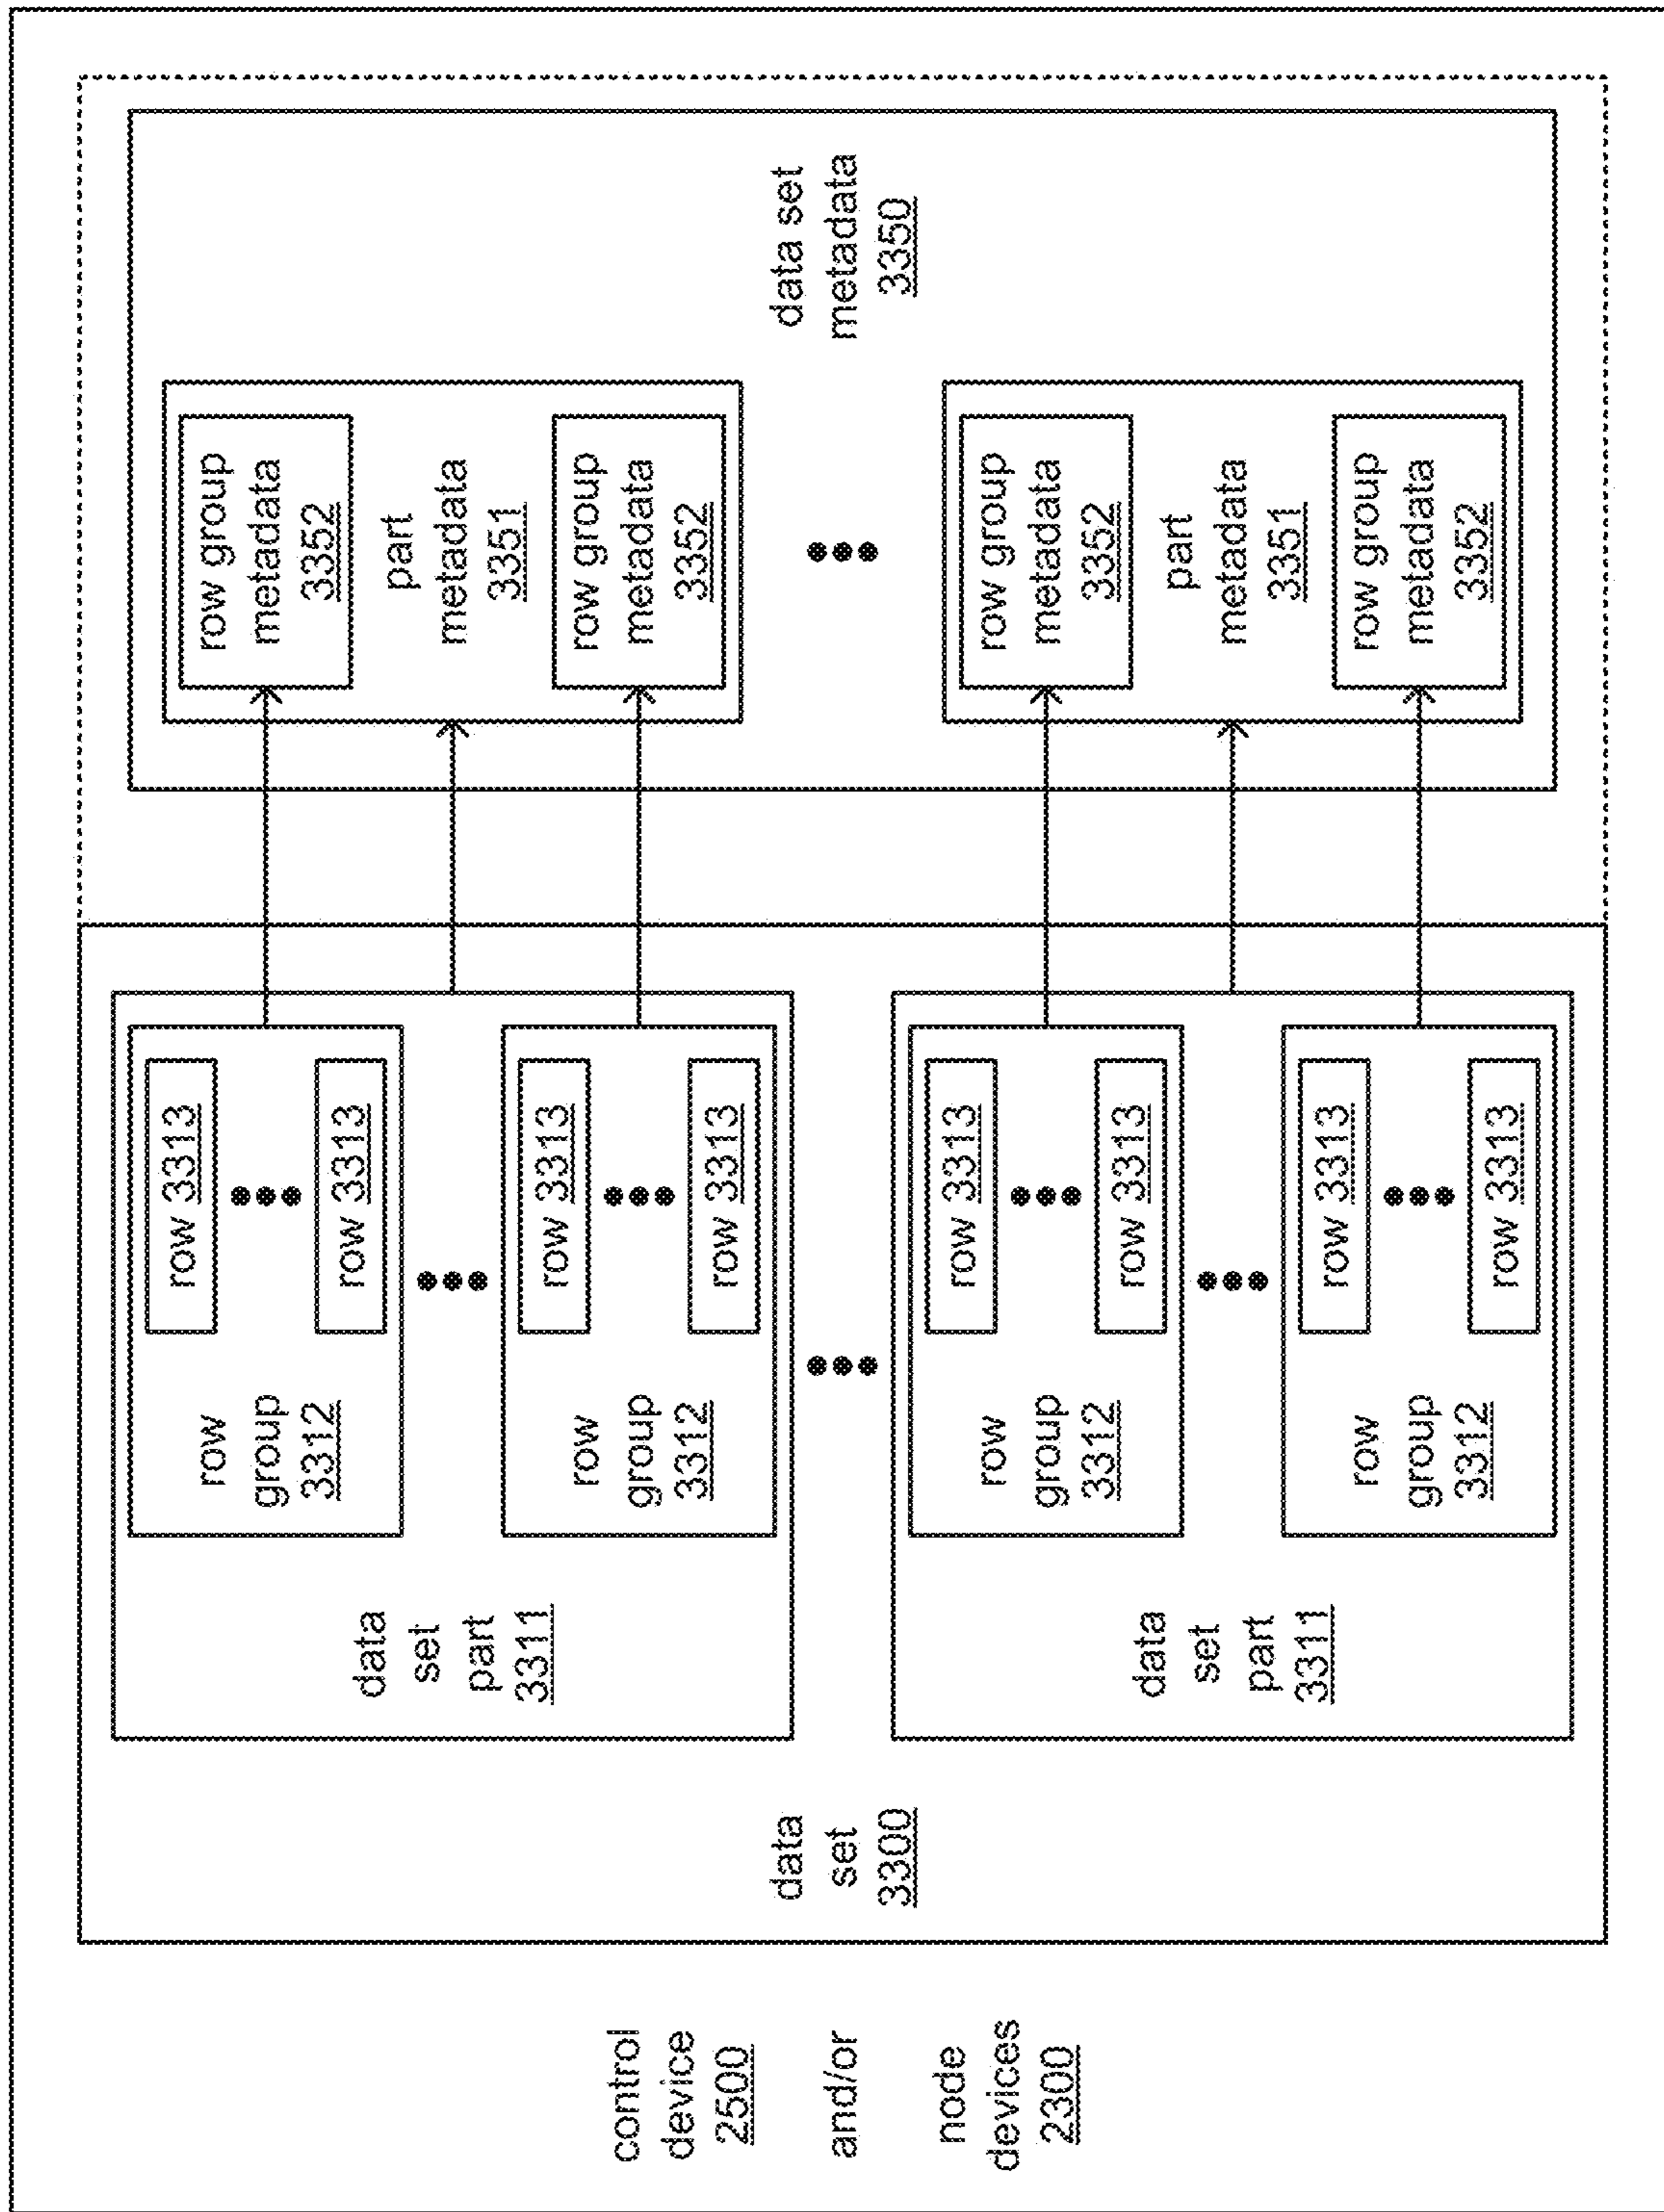 control
device
2500
and/or
node
devices
2300
data
set
3300
data
set
part
3311
row
group
3312
row 3313
row 3313
row
group
3312
row 3313
row 3313
data
set
part
3311
row
group
3312
row 3313
row 3313
row
group
3312
row 3313
row 3313
row group
metadata
3352
part
metadata
3351
row group
metadata
3352
row group
metadata
3352
part
metadata
3351
row group
metadata
3352
data set
metadata
3350